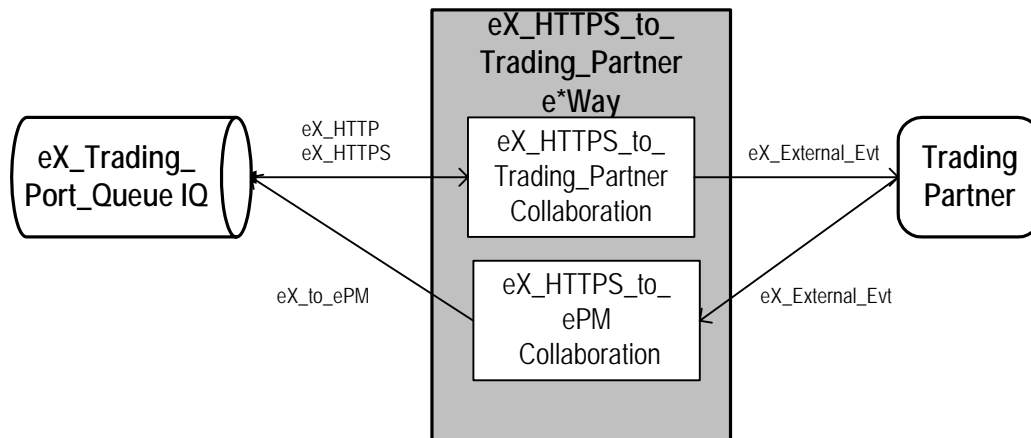 eX_HTTPS_to_
Trading_Partner
e*Way
eX_Trading_
Port_Queue IQ
eX_HTTP
eX_HTTPS
eX_HTTPS_to_
Trading_Partner
Collaboration
eX_External_Evt
Trading
Partner
eX_to_ePM
eX_HTTPS_to_
ePM
Collaboration
eX_External_Evt